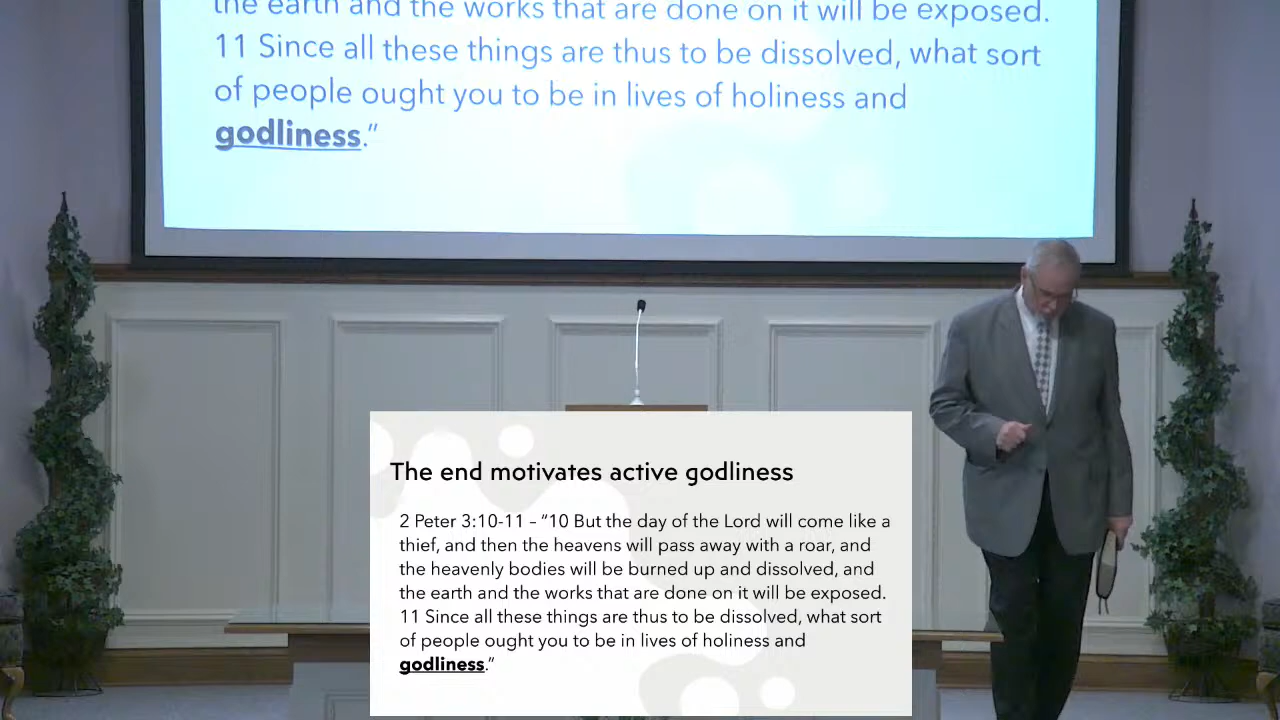 the earth and the works that are done on it will be exposed.
11 Since all these things are thus to be dissolved, what sort
of people ought you to be in lives of holiness and
godliness.”
The end motivates active godliness
2 Peter 3:10-11 – “10 But the day of the Lord will come like a
thief, and then the heavens will pass away with a roar, and
the heavenly bodies will be burned up and dissolved, and
the earth and the works that are done on it will be exposed.
11 Since all these things are thus to be dissolved, what sort
of people ought you to be in lives of holiness and
godliness.”